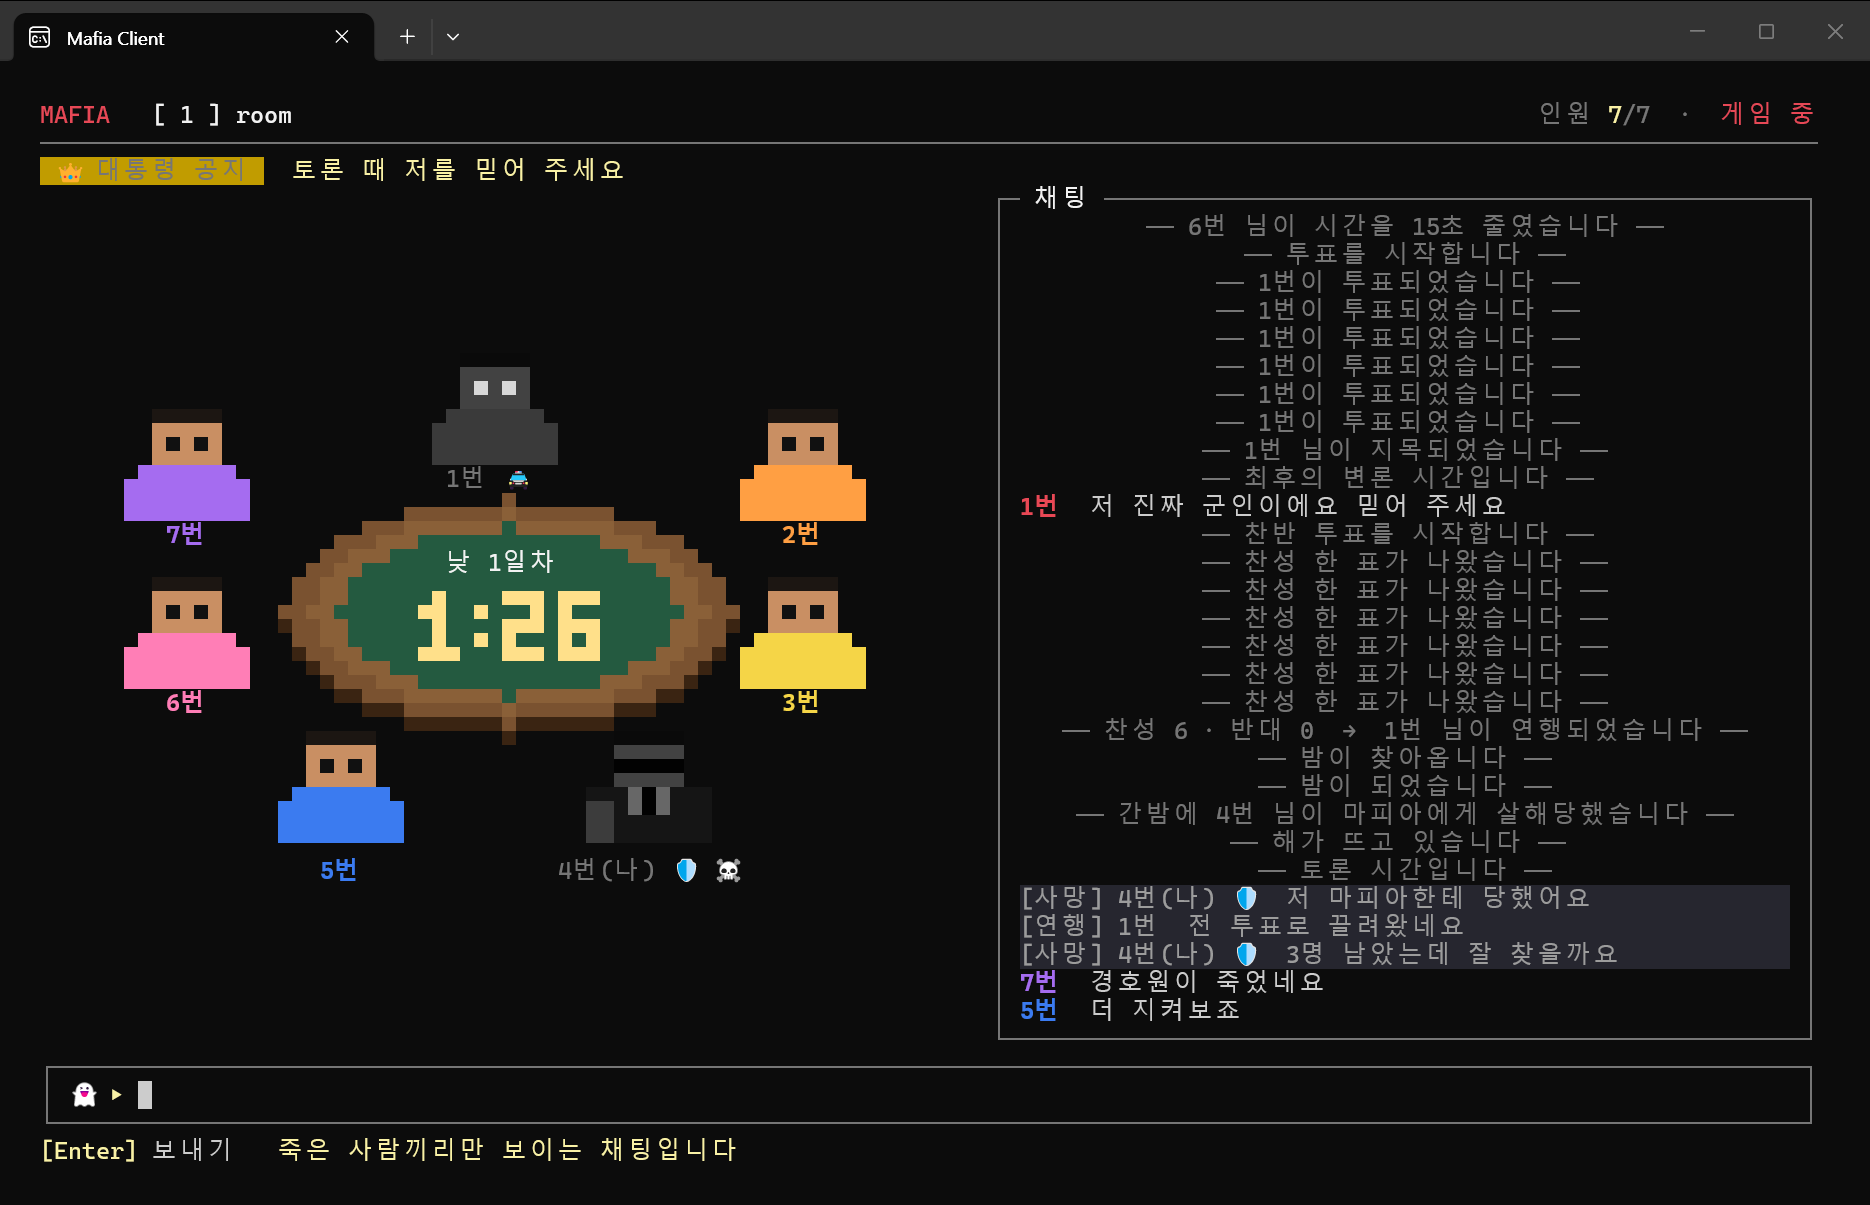 Mafia Client
MAFIA [ 1 ] room
인원 7/7 · 게임 중
대통령 공지 토론 때 저를 믿어 주세요
1번
7번
2번
낮 1일차
1:26
6번
3번
5번
4번(나)
채팅
── 6번 님이 시간을 15초 줄였습니다 ──
── 투표를 시작합니다 ──
── 1번이 투표되었습니다 ──
── 1번이 투표되었습니다 ──
── 1번이 투표되었습니다 ──
── 1번이 투표되었습니다 ──
── 1번이 투표되었습니다 ──
── 1번이 투표되었습니다 ──
── 1번 님이 지목되었습니다 ──
── 최후의 변론 시간입니다 ──
1번 저 진짜 군인이에요 믿어 주세요
── 찬반 투표를 시작합니다 ──
── 찬성 한 표가 나왔습니다 ──
── 찬성 한 표가 나왔습니다 ──
── 찬성 한 표가 나왔습니다 ──
── 찬성 한 표가 나왔습니다 ──
── 찬성 한 표가 나왔습니다 ──
── 찬성 한 표가 나왔습니다 ──
── 찬성 6 · 반대 0 → 1번 님이 연행되었습니다 ──
── 밤이 찾아옵니다 ──
── 밤이 되었습니다 ──
── 간밤에 4번 님이 마피아에게 살해당했습니다 ──
── 해가 뜨고 있습니다 ──
── 토론 시간입니다 ──
[사망] 4번(나) 저 마피아한테 당했어요
[연행] 1번 전 투표로 끌려왔네요
[사망] 4번(나) 3명 남았는데 잘 찾을까요
7번 경호원이 죽었네요
5번 더 지켜보죠
[Enter] 보내기 죽은 사람끼리만 보이는 채팅입니다